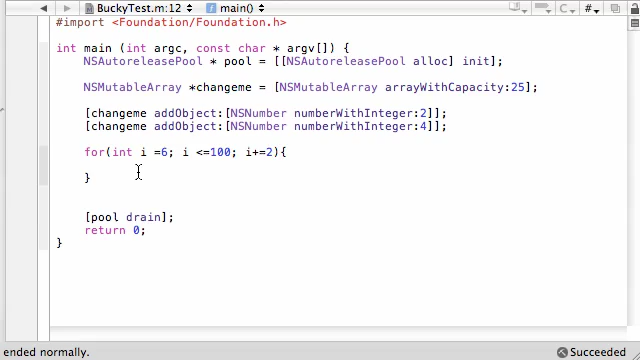 BuckyTest.m:12 main() C #
#import <Foundation/Foundation.h>
int main (int argc, const char * argv[]) {
NSAutoreleasePool * pool = [[NSAutoreleasePool alloc] init];
NSMutableArray *changeme = [NSMutableArray arrayWithCapacity:25];
[changeme addObject:[NSNumber numberWithInteger:2]];
[changeme addObject:[NSNumber numberWithInteger:4]];
for(int i =6; i <=100; i+=2){
}
[pool drain];
return 0;
}
ended normally. Succeeded